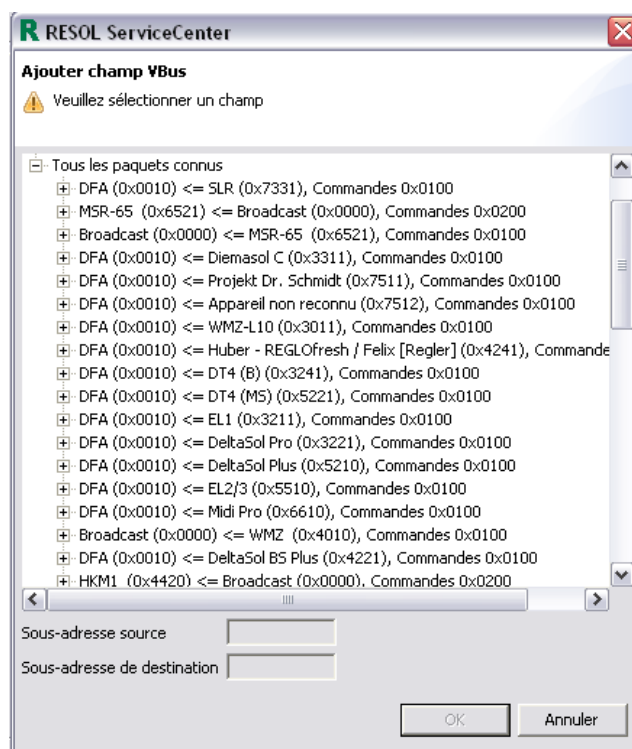 RESOL ServiceCenter
Ajouter champ VBus
Veuillez sélectionner un champ
Tous les paquets connus
DFA (0x0010) <= SLR (0x7331), Commandes 0x0100
MSR-65 (0x6521) <= Broadcast (0x0000), Commandes 0x0200
Broadcast (0x0000) <= MSR-65 (0x6521), Commandes 0x0100
DFA (0x0010) <= Diemasol C (0x3311), Commandes 0x0100
DFA (0x0010) <= Projekt Dr. Schmidt (0x7511), Commandes 0x0100
DFA (0x0010) <= Appareil non reconnu (0x7512), Commandes 0x0100
DFA (0x0010) <= WMZ-L10 (0x3011), Commandes 0x0100
DFA (0x0010) <= Huber - REGLOfresh / Felix [Regler] (0x4241), Commande
DFA (0x0010) <= DT4 (B) (0x3241), Commandes 0x0100
DFA (0x0010) <= DT4 (MS) (0x5221), Commandes 0x0100
DFA (0x0010) <= EL1 (0x3211), Commandes 0x0100
DFA (0x0010) <= DeltaSol Pro (0x3221), Commandes 0x0100
DFA (0x0010) <= DeltaSol Plus (0x5210), Commandes 0x0100
DFA (0x0010) <= EL2/3 (0x5510), Commandes 0x0100
DFA (0x0010) <= Midi Pro (0x6610), Commandes 0x0100
Broadcast (0x0000) <= WMZ (0x4010), Commandes 0x0100
DFA (0x0010) <= DeltaSol BS Plus (0x4221), Commandes 0x0100
HKM1 (0x4420) <= Broadcast (0x0000), Commandes 0x0200
Sous-adresse source
Sous-adresse de destination
OK
Annuler